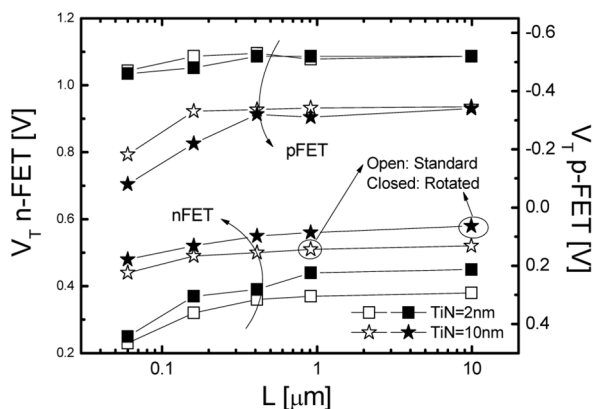 V_T n-FET [V]
1.2
1.0
0.8
0.6
0.4
0.2
pFET
nFET
Open: Standard
Closed: Rotated
TiN=2nm
TiN=10nm
-0.6
-0.4
-0.2
0.0
0.2
0.4
V_T p-FET [V]
0.1
1
10
L [μm]